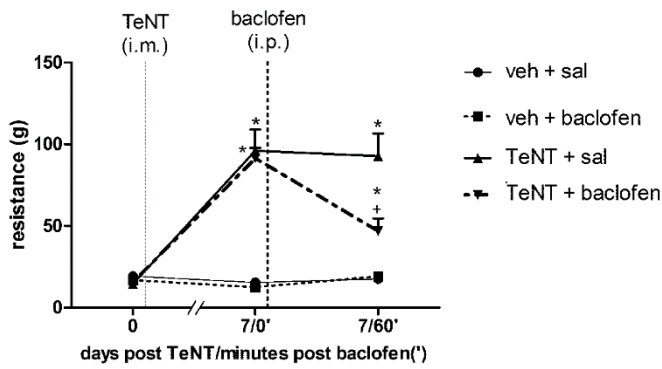 TeNT
(i.m.)
baclofen
(i.p.)
150
100
50
0
resistance (g)
*
*
*
*
+
0
7/0'
7/60'
days post TeNT/minutes post baclofen(')
veh + sal
veh + baclofen
TeNT + sal
TeNT + baclofen